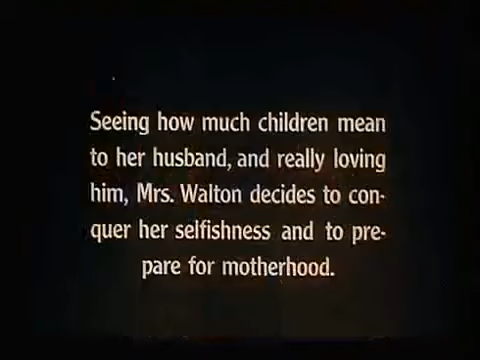 Seeing how much children mean
to her husband, and really loving
him, Mrs. Walton decides to con-
quer her selfishness and to pre-
pare for motherhood.